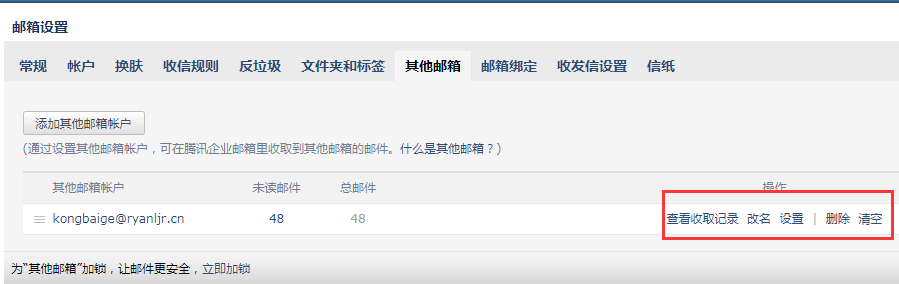 邮箱设置
常规 帐户 换肤 收信规则 反垃圾 文件夹和标签 其他邮箱 邮箱绑定 收发信设置 信纸
添加其他邮箱帐户
(通过设置其他邮箱帐户，可在腾讯企业邮箱里收取到其他邮箱的邮件。什么是其他邮箱？)
其他邮箱帐户 未读邮件 总邮件 操作
kongbaige@ryanljr.cn 48 48 查看收取记录 改名 设置 | 删除 清空
为“其他邮箱”加锁，让邮件更安全，立即加锁